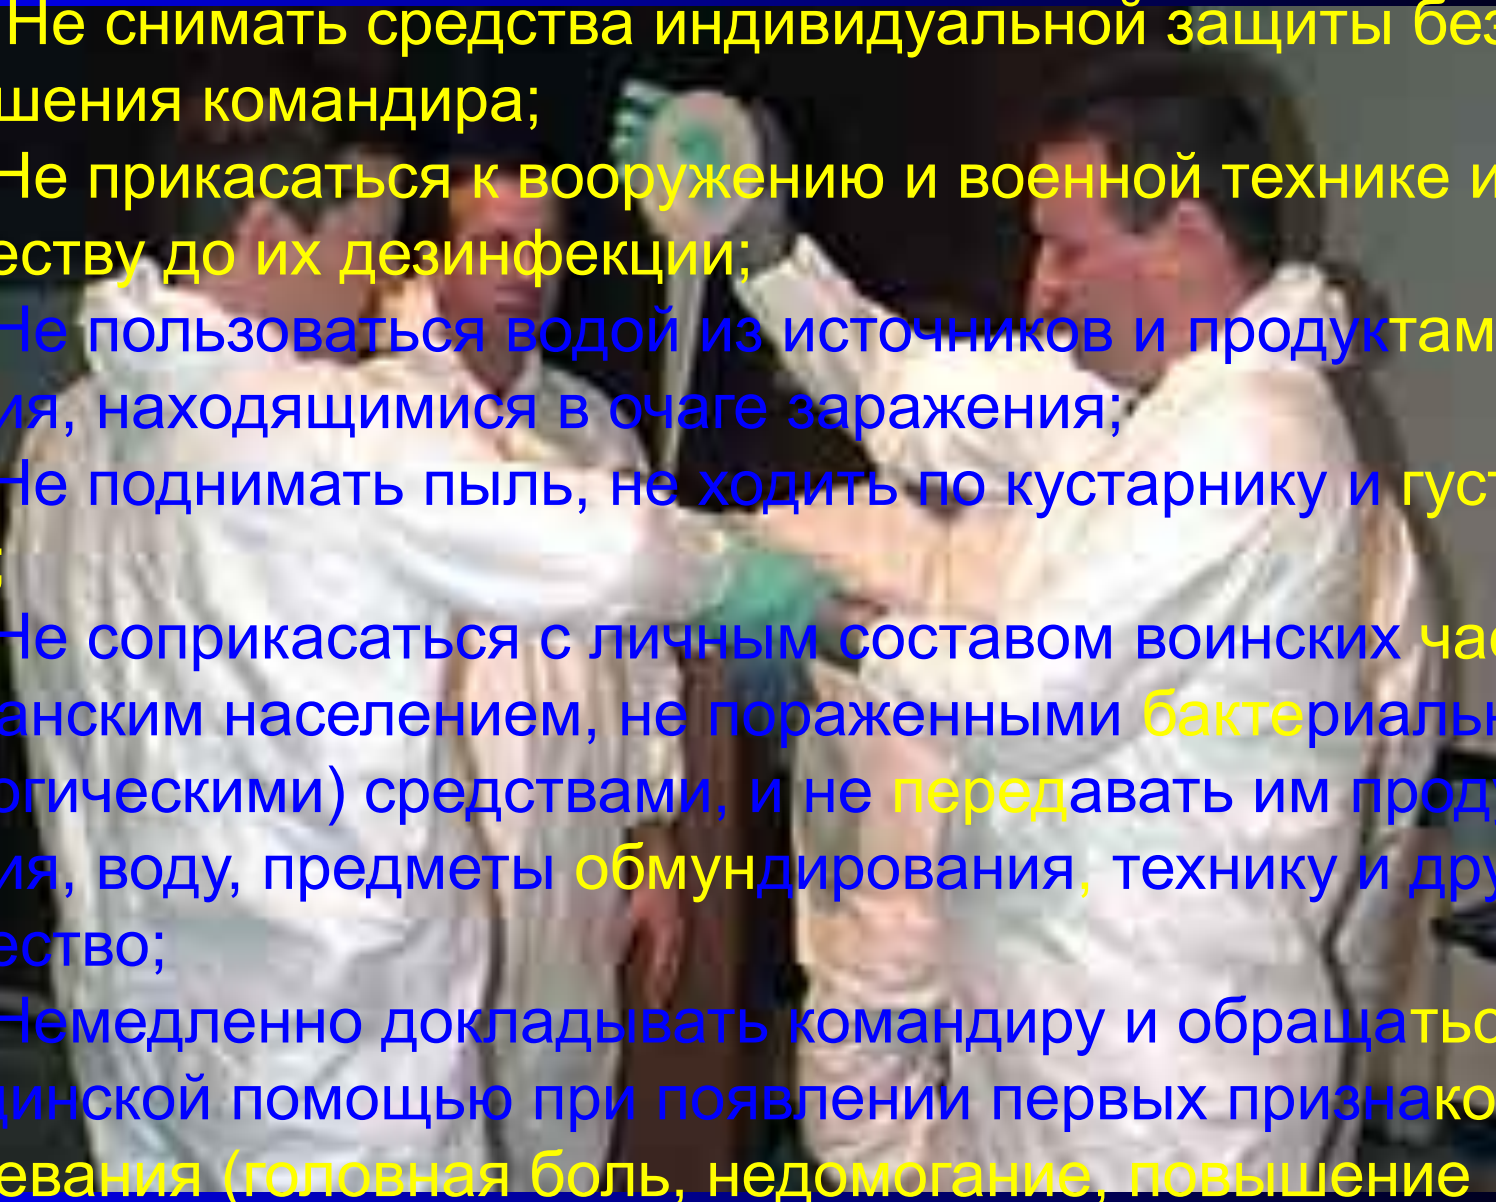 Не снимать средства индивидуальной защиты без
шения командира;
Не прикасаться к вооружению и военной технике и
еству до их дезинфекции;
Не пользоваться водой из источников и продуктам
ия, находящимися в очаге заражения;
Не поднимать пыль, не ходить по кустарнику и густ
;
Не соприкасаться с личным составом воинских час
анским населением, не пораженными бактериальн
огическими) средствами, и не передавать им проду
ия, воду, предметы обмундирования, технику и дру
ество;
Немедленно докладывать командиру и обращатьс
цинской помощью при появлении первых признако
евания (головная боль, недомогание, повышение